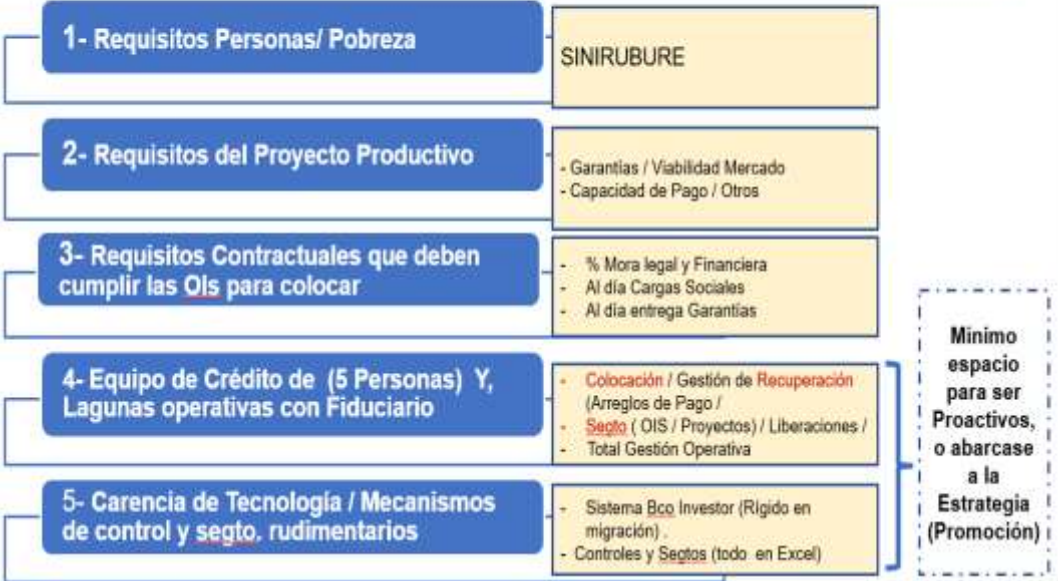 1- Requisitos Personas/ Pobreza
SINIRUBURE
2- Requisitos del Proyecto Productivo
- Garantías / Viabilidad Mercado
- Capacidad de Pago / Otros
3- Requisitos Contractuales que deben
cumplir las OIs para colocar
- % Mora legal y Financiera
- Al día Cargas Sociales
- Al día entrega Garantías
4- Equipo de Crédito de (5 Personas) Y,
Lagunas operativas con Fiduciario
- Colocación / Gestión de Recuperación
(Arreglos de Pago /
- Segto ( OIS / Proyectos) / Liberaciones /
- Total Gestión Operativa
5- Carencia de Tecnología / Mecanismos
de control y segto. rudimentarios
- Sistema Bco Investor (Rígido en
migración) .
- Controles y Segtos (todo en Excel)
Minimo
espacio
para ser
Proactivos,
o abarcase
a la
Estrategia
(Promoción)